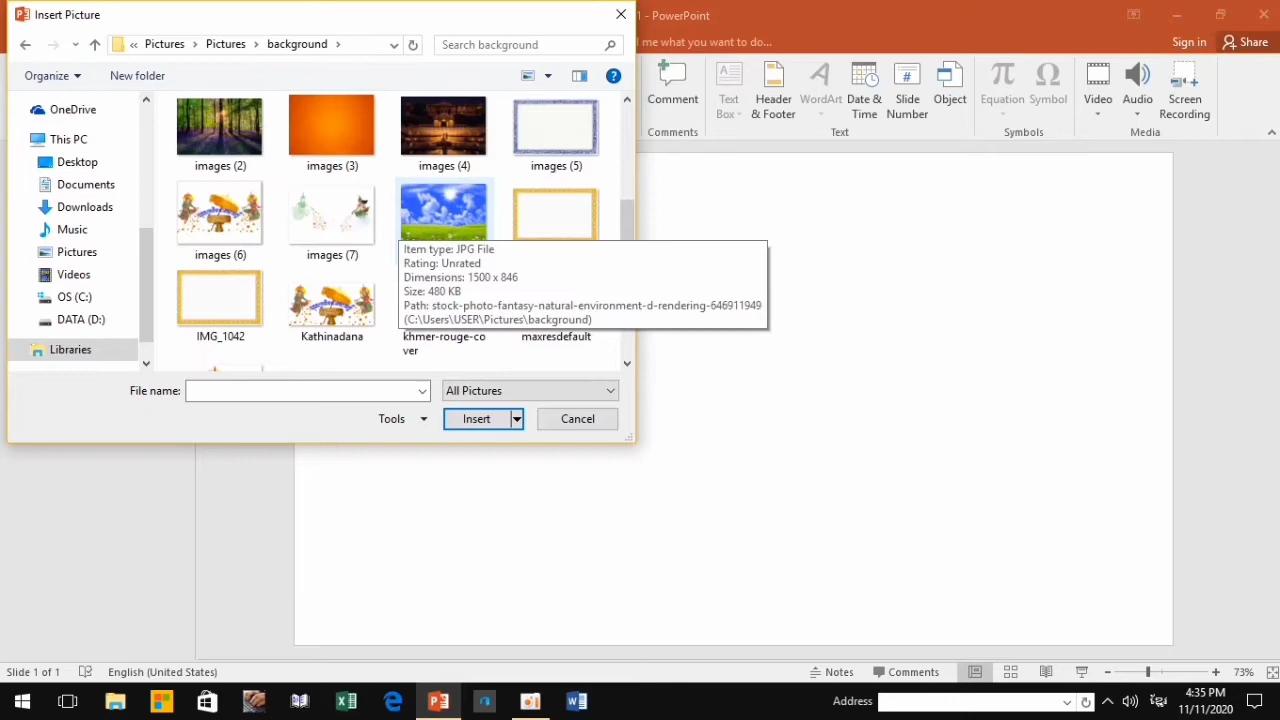 Insert Picture
1 - PowerPoint
Pictures
Pictures
background
Search background
l me what you want to do...
Sign in
Share
Organize
New folder
OneDrive
This PC
Desktop
Documents
Downloads
Music
Pictures
Videos
OS (C:)
DATA (D:)
Libraries
images (2)
images (3)
images (4)
images (5)
images (6)
images (7)
Item type: JPG File
Rating: Unrated
Dimensions: 1500 x 846
Size: 480 KB
Path: stock-photo-fantasy-natural-environment-d-rendering-646911949
(C:\Users\USER\Pictures\background)
IMG_1042
Kathinadana
khmer-rouge-co
ver
maxresdefault
File name:
All Pictures
Tools
Insert
Cancel
Comment
Text
Box
Header
& Footer
WordArt
Date &
Time
Slide
Number
Object
Equation
Symbol
Video
Audio
Screen
Recording
Comments
Text
Symbols
Media
Slide 1 of 1
English (United States)
Notes
Comments
73%
Address
4:35 PM
11/11/2020